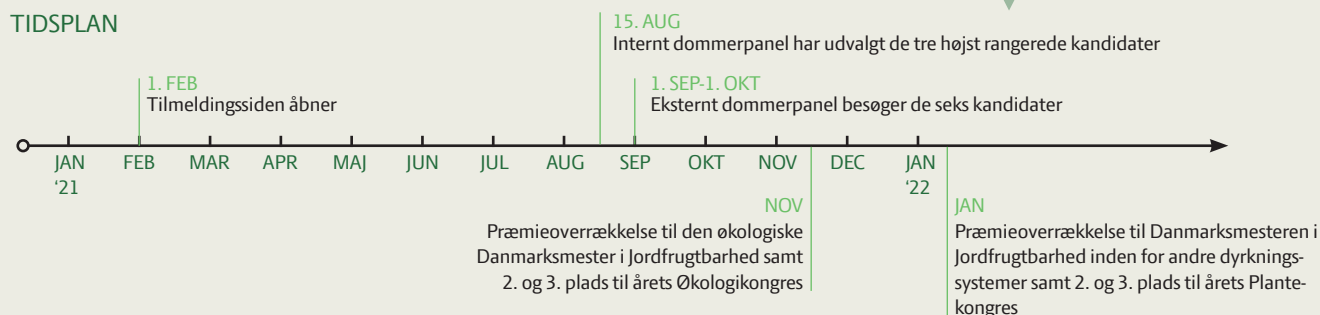 TIDSPLAN
15. AUG
Internt dommerpanel har udvalgt de tre højst rangerede kandidater
1. FEB
Tilmeldingssiden åbner
1. SEP-1. OKT
Eksternt dommerpanel besøger de seks kandidater
JAN FEB MAR APR MAJ JUN JUL AUG SEP OKT NOV DEC JAN
‘21 ‘22
NOV
Præmieoverrækkelse til den økologiske
Danmarksmester i Jordfrugtbarhed samt
2. og 3. plads til årets Økologikongres
JAN
Præmieoverrækkelse til Danmarksmesteren i
Jordfrugtbarhed inden for andre dyrknings-
systemer samt 2. og 3. plads til årets Plante-
kongres